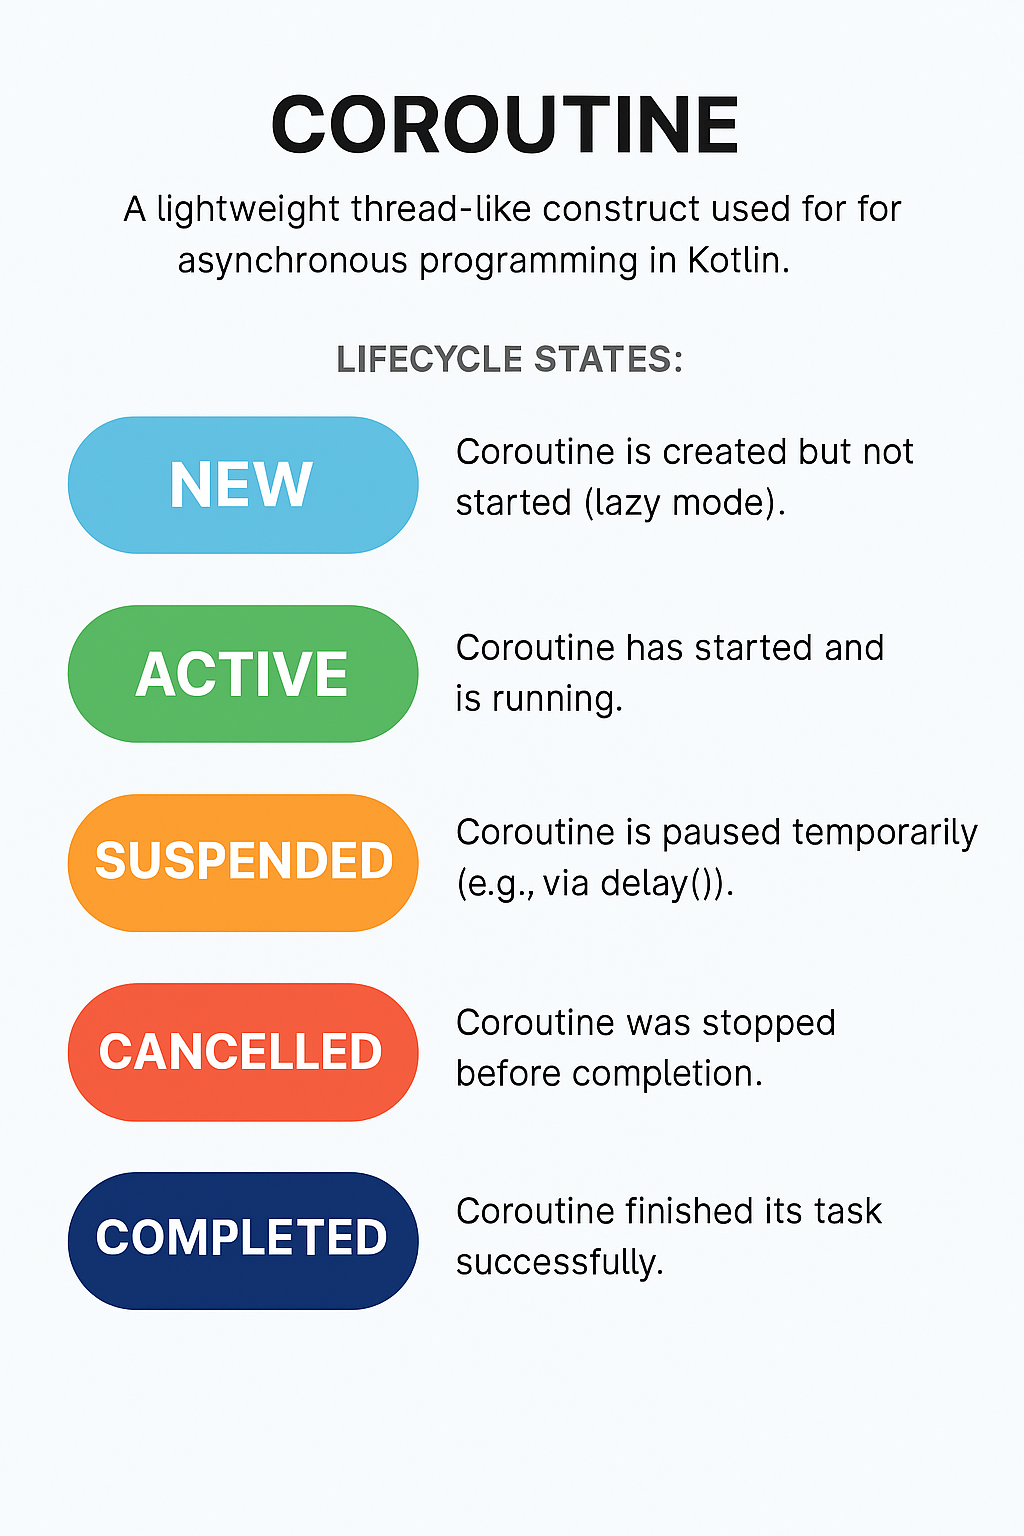 COROUTINE
A lightweight thread-like construct used for for
asynchronous programming in Kotlin.
LIFECYCLE STATES:
NEW
Coroutine is created but not
started (lazy mode).
ACTIVE
Coroutine has started and
is running.
SUSPENDED
Coroutine is paused temporarily
(e.g., via delay()).
CANCELLED
Coroutine was stopped
before completion.
COMPLETED
Coroutine finished its task
successfully.